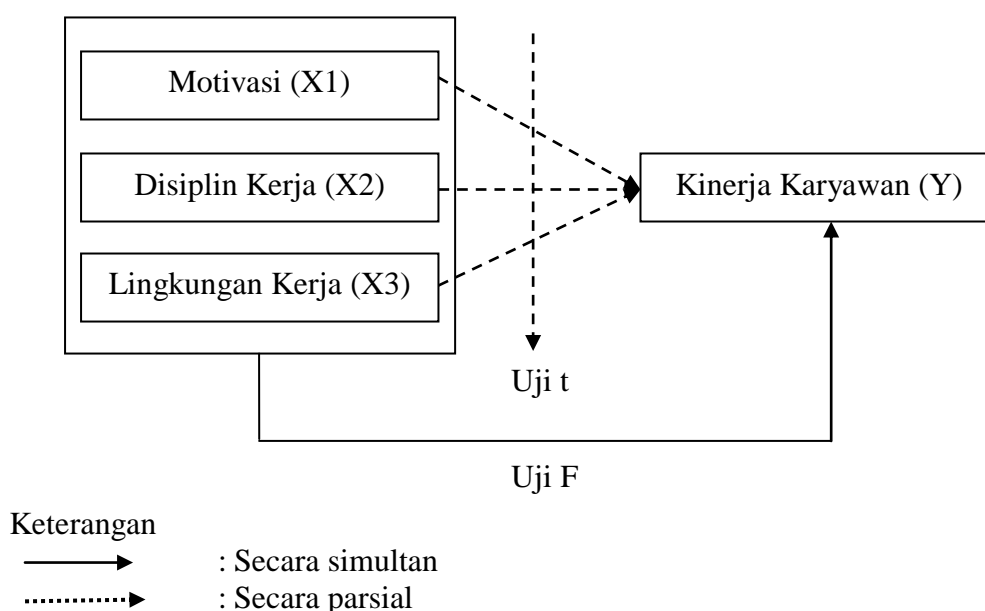 Motivasi (X1)
Disiplin Kerja (X2)
Kinerja Karyawan (Y)
Lingkungan Kerja (X3)
Uji t
Uji F
Keterangan
: Secara simultan
: Secara parsial